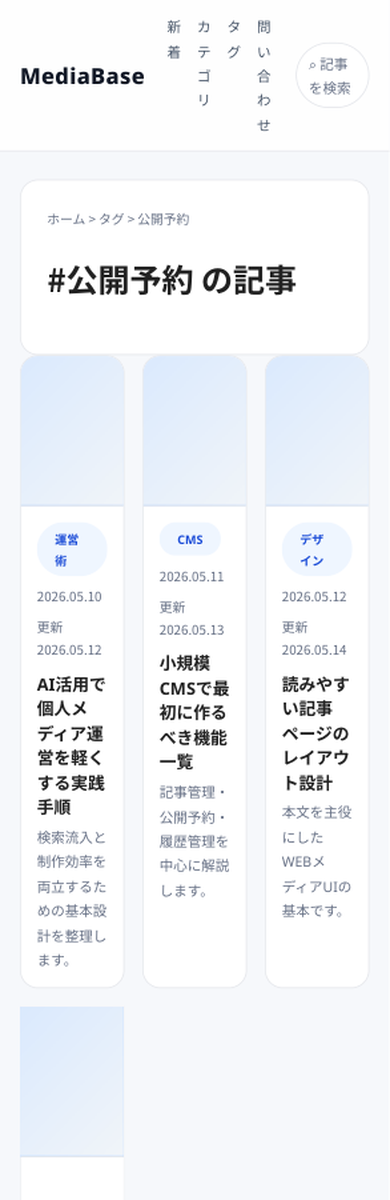 MediaBase
新着
カテゴリ
タグ
問い合わせ
⌕ 記事
を検索
ホーム > タグ > 公開予約
#公開予約 の記事
運営
術
2026.05.10
更新
2026.05.12
AI活用で
個人メ
ディア運
営を軽く
する実践
手順
検索流入と
制作効率を
両立するた
めの基本設
計を整理し
ます。
CMS
2026.05.11
更新
2026.05.13
小規模
CMSで最
初に作る
べき機能
一覧
記事管理・
公開予約・
履歴管理を
中心に解説
します。
デザ
イン
2026.05.12
更新
2026.05.14
読みやす
い記事
ページの
レイアウ
ト設計
本文を主役
にした
WEBメ
ディアUIの
基本です。